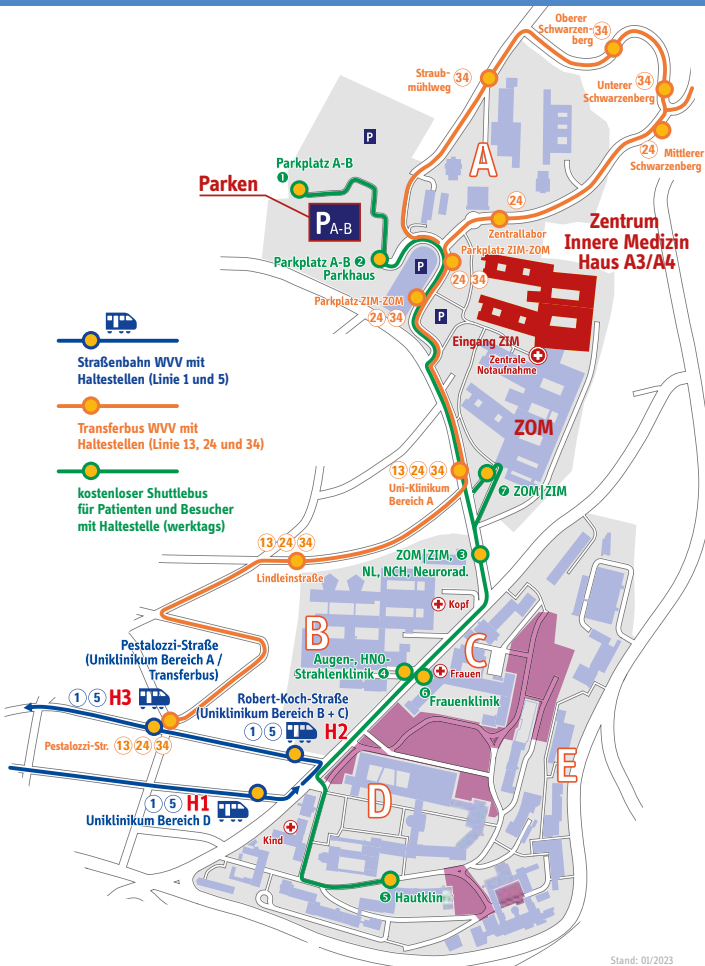 Oberer
Schwarzen-
berg
34
Straub-
mühlweg
34
Unterer
Schwarzenberg
34
24
Mittlerer
Schwarzenberg
P
A
Parkplatz A-B
1
Parken
P A-B
24
Zentrallabor
Zentrum
Innere Medizin
Haus A3/A4
Parkplatz ZIM-ZOM
24 34
Parkplatz A-B 2
Parkhaus
P
Parkplatz-ZIM-ZOM
24 34
P
Eingang ZIM
Zentrale
Notaufnahme
Straßenbahn WVV mit
Haltestellen (Linie 1 und 5)
Transferbus WVV mit
Haltestellen (Linie 13, 24 und 34)
kostenloser Shuttlebus
für Patienten und Besucher
mit Haltestelle (werktags)
ZOM
13 24 34
Uni-Klinikum
Bereich A
7 ZOM|ZIM
13 24 34
Lindleinstraße
ZOM|ZIM, 3
NL, NCH, Neurorad.
Kopf
B
C
Augen-, HNO-
Strahlenklinik 4
Frauen
6
Frauenklinik
Pestalozzi-Straße
(Uniklinikum Bereich A /
Transferbus)
1 5 H3
Pestalozzi-Str. 13 24 34
Robert-Koch-Straße
(Uniklinikum Bereich B + C)
1 5 H2
E
D
1 5 H1
Uniklinikum Bereich D
Kind
5 Hautklin
Stand: 01/2023